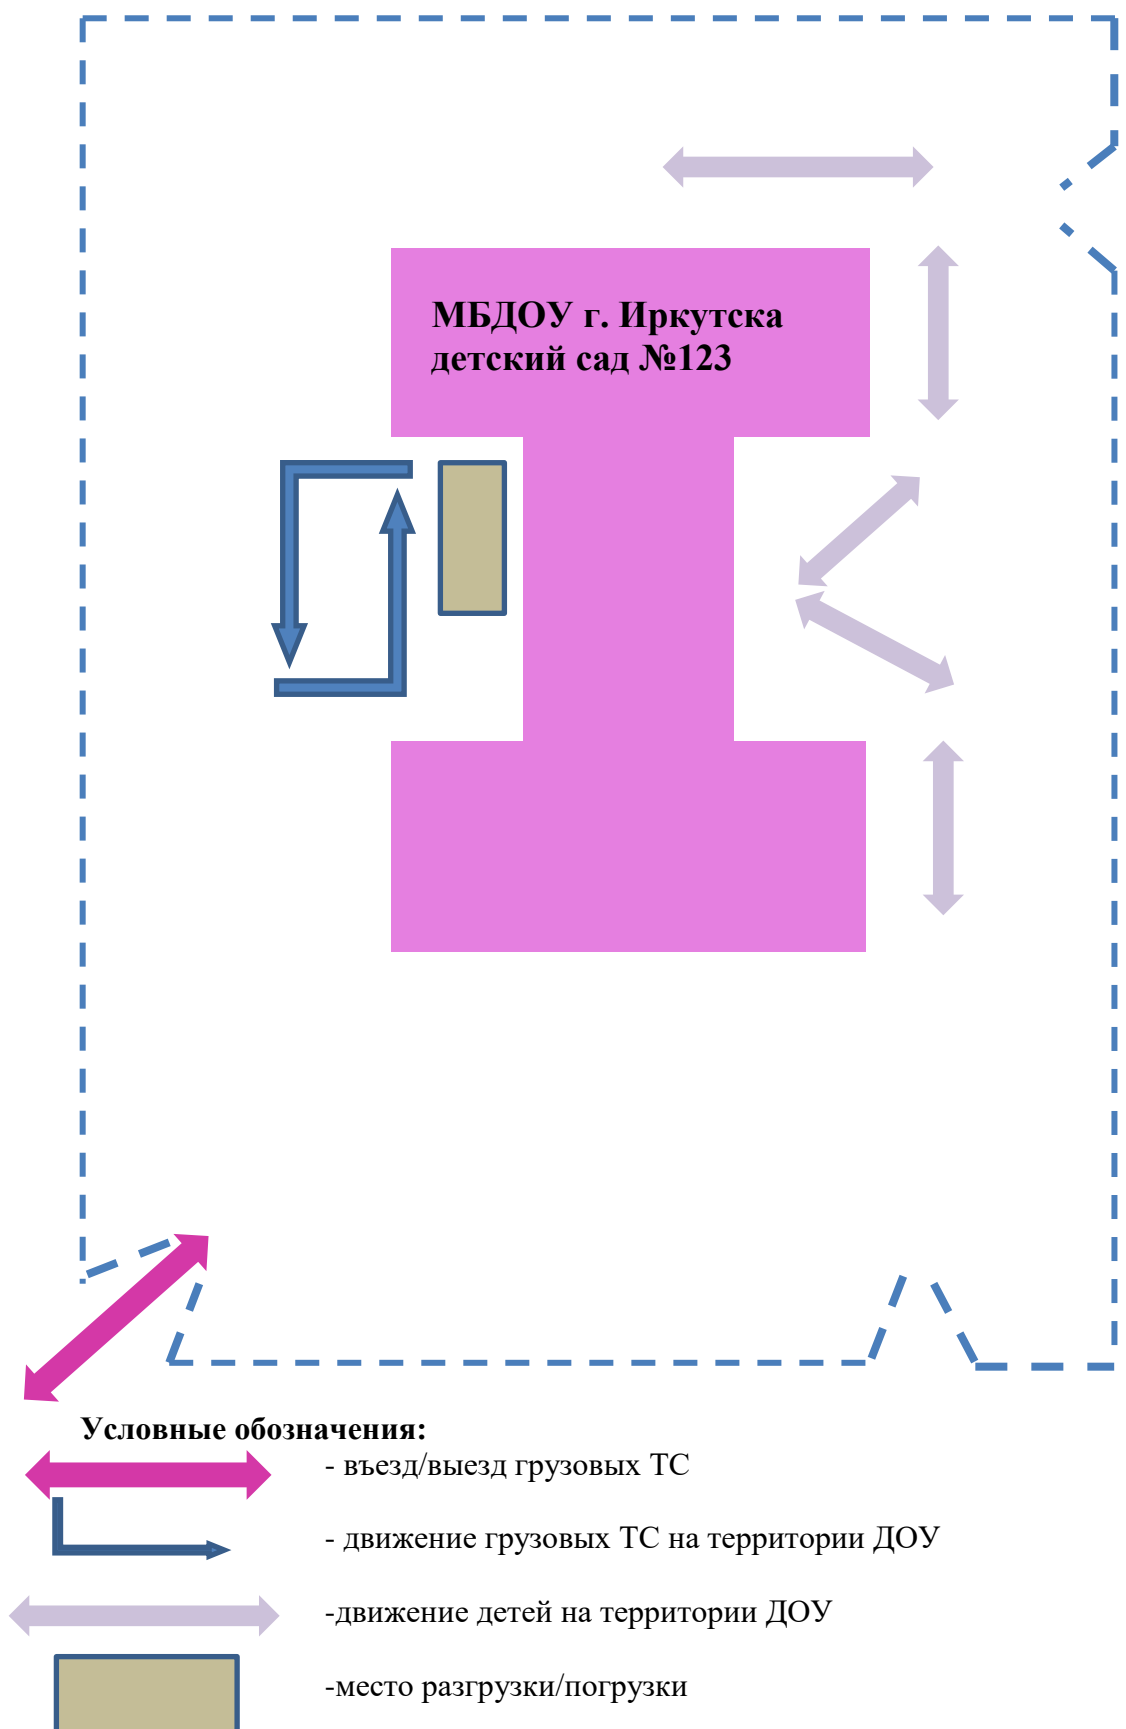 МБДОУ г. Иркутска
детский сад №123
Условные обозначения:
- въезд/выезд грузовых ТС
- движение грузовых ТС на территории ДОУ
-движение детей на территории ДОУ
-место разгрузки/погрузки